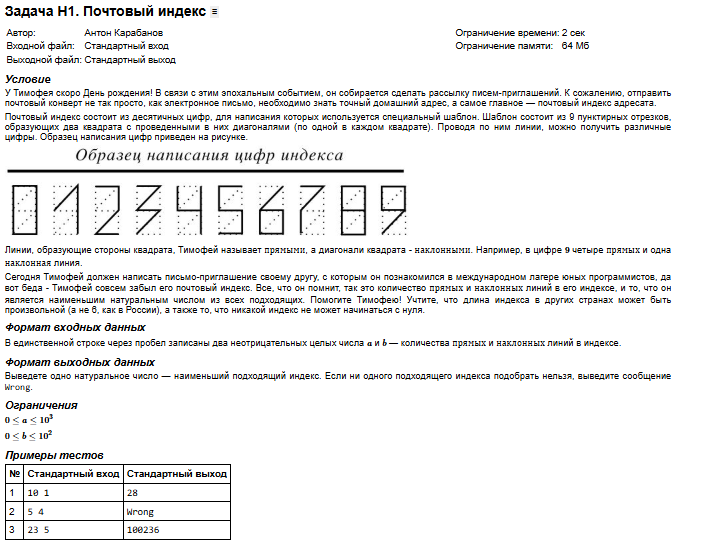 Задача H1. Почтовый индекс ≡
Автор: Антон Карабанов Ограничение времени: 2 сек
Входной файл: Стандартный вход Ограничение памяти: 64 Мб
Выходной файл: Стандартный выход
Условие
У Тимофея скоро День рождения! В связи с этим эпохальным событием, он собирается сделать рассылку писем-приглашений. К сожалению, отправить
почтовый конверт не так просто, как электронное письмо, необходимо знать точный домашний адрес, а самое главное — почтовый индекс адресата.
Почтовый индекс состоит из десятичных цифр, для написания которых используется специальный шаблон. Шаблон состоит из 9 пунктирных отрезков,
образующих два квадрата с проведенными в них диагоналями (по одной в каждом квадрате). Проводя по ним линии, можно получить различные
цифры. Образец написания цифр приведен на рисунке.
Образец написания цифр индекса
0 1 2 3 4 5 6 7 8 9
Линии, образующие стороны квадрата, Тимофей называет прямыми, а диагонали квадрата - наклонными. Например, в цифре 9 четыре прямых и одна
наклонная линия.
Сегодня Тимофей должен написать письмо-приглашение своему другу, с которым он познакомился в международном лагере юных программистов, да
вот беда - Тимофей совсем забыл его почтовый индекс. Все, что он помнит, так это количество прямых и наклонных линий в его индексе, и то, что он
является наименьшим натуральным числом из всех подходящих. Помогите Тимофею! Учтите, что длина индекса в других странах может быть
произвольной (а не 6, как в России), а также то, что никакой индекс не может начинаться с нуля.
Формат входных данных
В единственной строке через пробел записаны два неотрицательных целых числа a и b — количества прямых и наклонных линий в индексе.
Формат выходных данных
Выведете одно натуральное число — наименьший подходящий индекс. Если ни одного подходящего индекса подобрать нельзя, выведите сообщение
Wrong.
Ограничения
0 ≤ a ≤ 10³
0 ≤ b ≤ 10²
Примеры тестов
№ Стандартный вход Стандартный выход
1 10 1 28
2 5 4 Wrong
3 23 5 100236